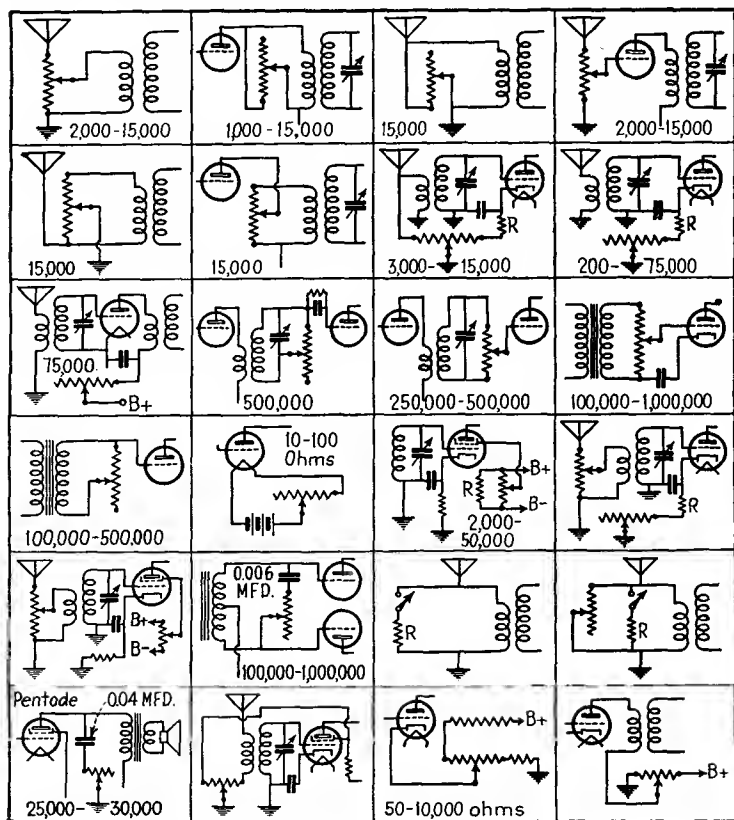 2,000-15,000
1,000-15,000
15,000
2,000-15,000
15,000
15,000
R
3,000- 15,000
R
200- 75,000
75,000
B+
500,000
250,000-500,000
100,000-1,000,000
100,000-500,000
10-100
Ohms
B+
R
B-
2,000-
50,000
R
B+
B-
0.006
MFD.
100,000-1,000,000
R
R
Pentode
0.04 MFD.
25,000- 30,000
B+
50-10,000 ohms
B+